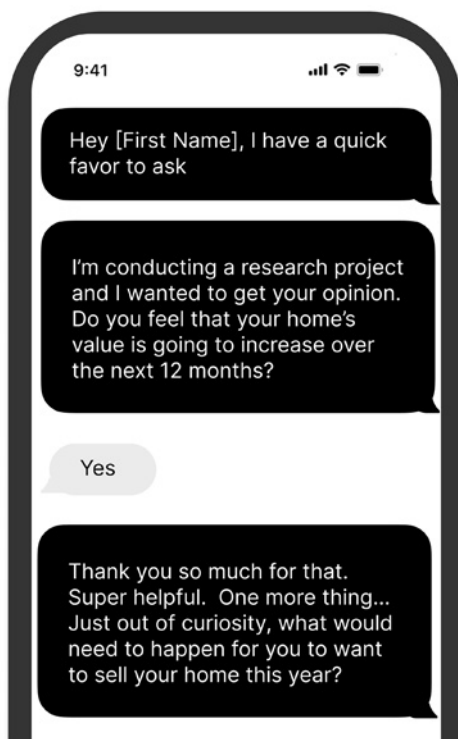 9:41
Hey [First Name], I have a quick
favor to ask
I'm conducting a research project
and I wanted to get your opinion.
Do you feel that your home's
value is going to increase over
the next 12 months?
Yes
Thank you so much for that.
Super helpful.  One more thing...
Just out of curiosity, what would
need to happen for you to want
to sell your home this year?